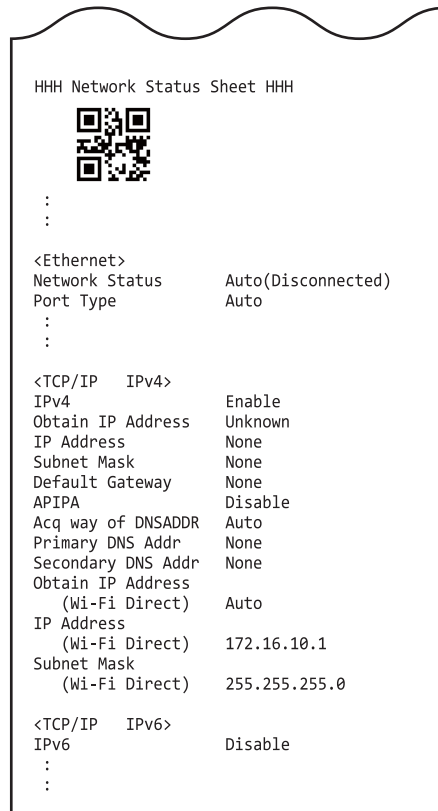 HHH Network Status Sheet HHH
:
:
<Ethernet>
Network Status Auto(Disconnected)
Port Type Auto
:
:
<TCP/IP IPv4>
IPv4 Enable
Obtain IP Address Unknown
IP Address None
Subnet Mask None
Default Gateway None
APIPA Disable
Acq way of DNSADDR Auto
Primary DNS Addr None
Secondary DNS Addr None
Obtain IP Address
(Wi-Fi Direct) Auto
IP Address
(Wi-Fi Direct) 172.16.10.1
Subnet Mask
(Wi-Fi Direct) 255.255.255.0
<TCP/IP IPv6>
IPv6 Disable
:
: